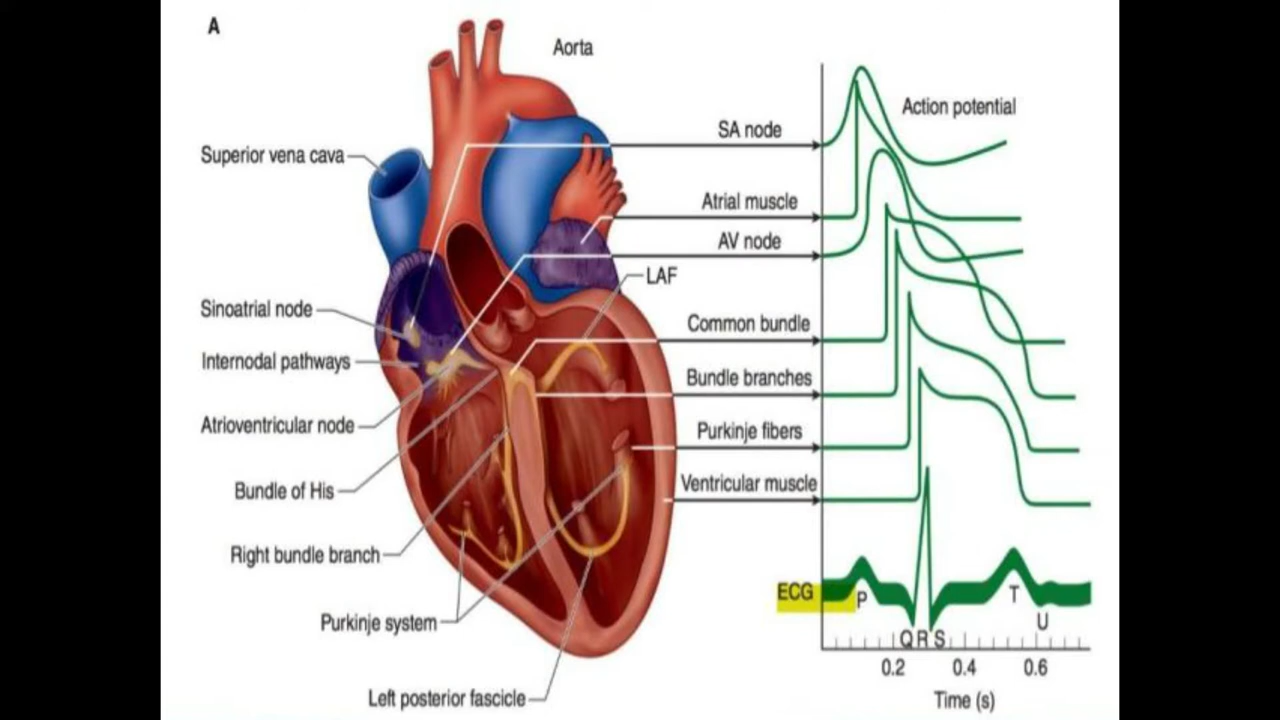 A
Aorta
Action potential
SA node
Superior vena cava
Atrial muscle
AV node
LAF
Sinoatrial node
Common bundle
Internodal pathways
Bundle branches
Atrioventricular node
Purkinje fibers
Ventricular muscle
Bundle of His
Right bundle branch
ECG
P
T
Purkinje system
U
Q R S
0.2 0.4 0.6
Left posterior fascicle
Time (s)